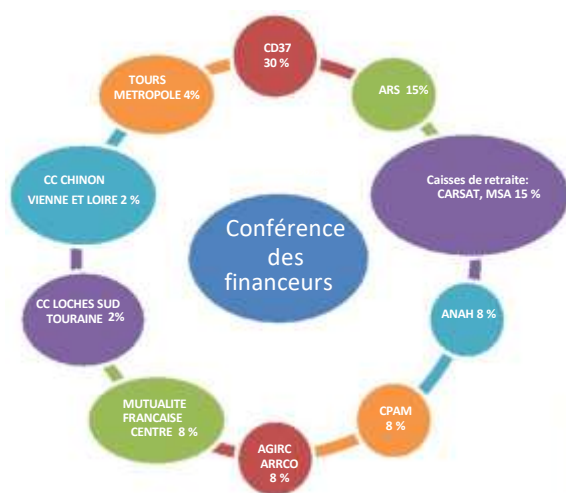 CD37
30 %
ARS 15%
Caisses de retraite:
CARSAT, MSA 15 %
ANAH 8 %
CPAM
8 %
AGIRC
ARRCO
8 %
MUTUALITE
FRANCAISE
CENTRE 8 %
CC LOCHES SUD
TOURAINE 2%
CC CHINON
VIENNE ET LOIRE 2 %
TOURS
METROPOLE 4%
Conférence
des
financeurs